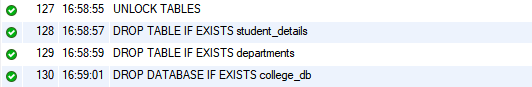 127 16:58:55 UNLOCK TABLES
128 16:58:57 DROP TABLE IF EXISTS student_details
129 16:58:59 DROP TABLE IF EXISTS departments
130 16:59:01 DROP DATABASE IF EXISTS college_db